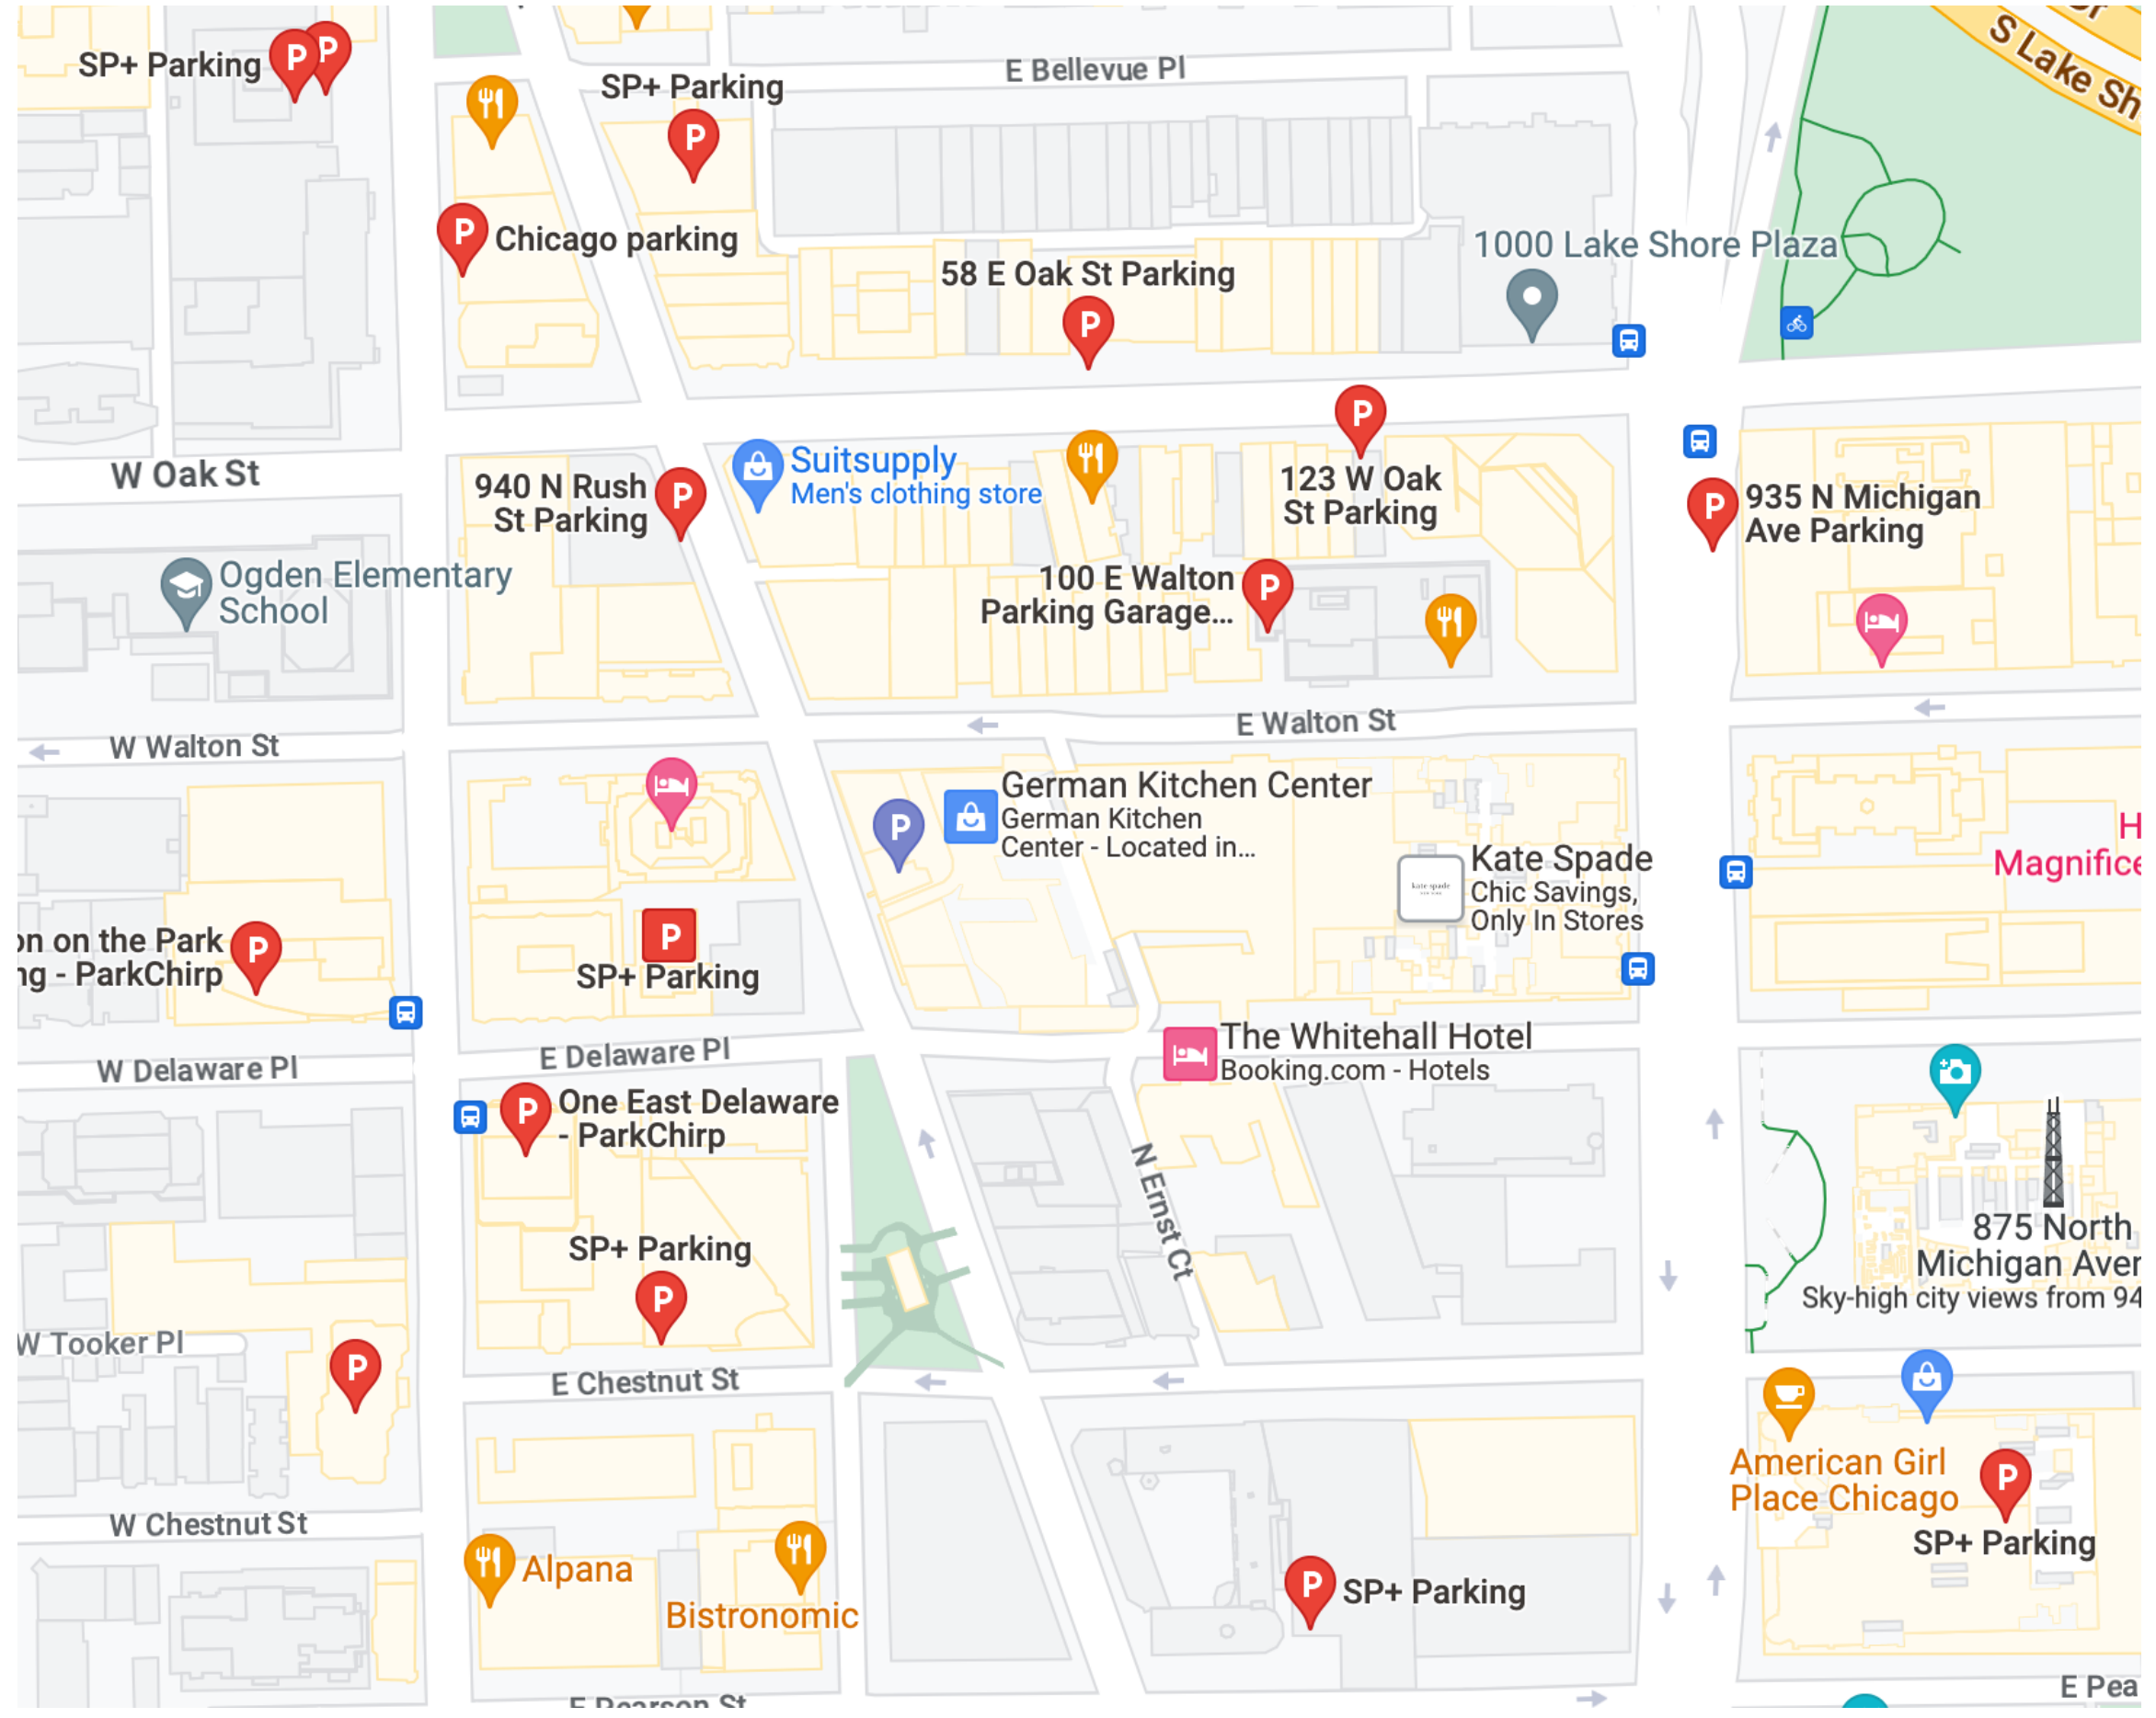 S Lake Sh
SP+ Parking
P
P
E Bellevue Pl
SP+ Parking
P
P
Chicago parking
1000 Lake Shore Plaza
58 E Oak St Parking
P
P
W Oak St
940 N Rush
St Parking
P
Suitsupply
Men's clothing store
123 W Oak
St Parking
P
935 N Michigan
Ave Parking
Ogden Elementary
School
100 E Walton
Parking Garage...
P
W Walton St
E Walton St
German Kitchen Center
German Kitchen
Center - Located in...
P
Kate Spade
Chic Savings,
Only In Stores
kate spade
H
Magnifice
on on the Park
ng - ParkChirp
P
P
SP+ Parking
The Whitehall Hotel
Booking.com - Hotels
E Delaware Pl
W Delaware Pl
P
One East Delaware
- ParkChirp
N Ernst Ct
SP+ Parking
P
875 North
Michigan Aver
Sky-high city views from 94
W Tooker Pl
P
E Chestnut St
American Girl
Place Chicago
P
SP+ Parking
W Chestnut St
Alpana
Bistronomic
P
SP+ Parking
E Pearson St
E Pea